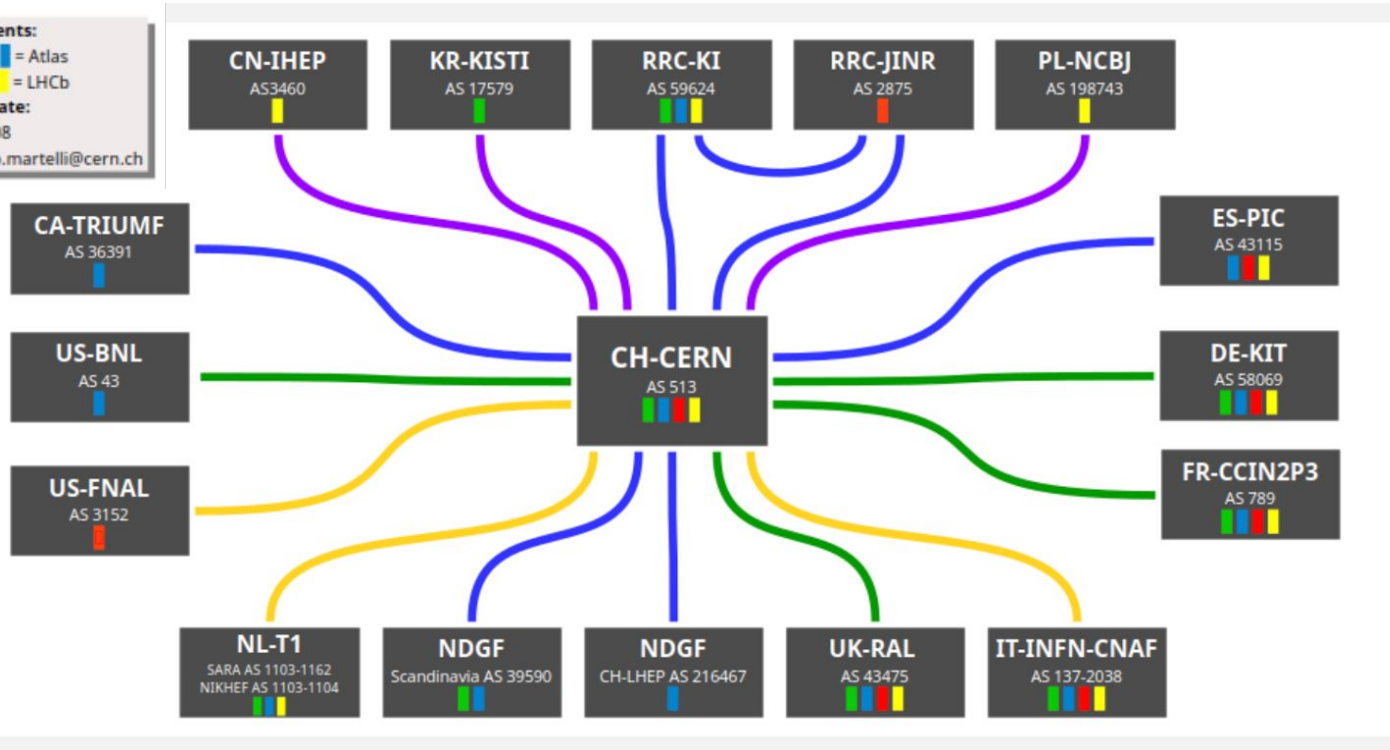 ents:
= Atlas
= LHCb
ate:
08
o.martelli@cern.ch
CN-IHEP
AS3460
KR-KISTI
AS 17579
RRC-KI
AS 59624
RRC-JINR
AS 2875
PL-NCBJ
AS 198743
CA-TRIUMF
AS 36391
ES-PIC
AS 43115
US-BNL
AS 43
CH-CERN
AS 513
DE-KIT
AS 58069
US-FNAL
AS 3152
FR-CCIN2P3
AS 789
NL-T1
SARA AS 1103-1162
NIKHEF AS 1103-1104
NDGF
Scandinavia AS 39590
NDGF
CH-LHEP AS 216467
UK-RAL
AS 43475
IT-INFN-CNAF
AS 137-2038